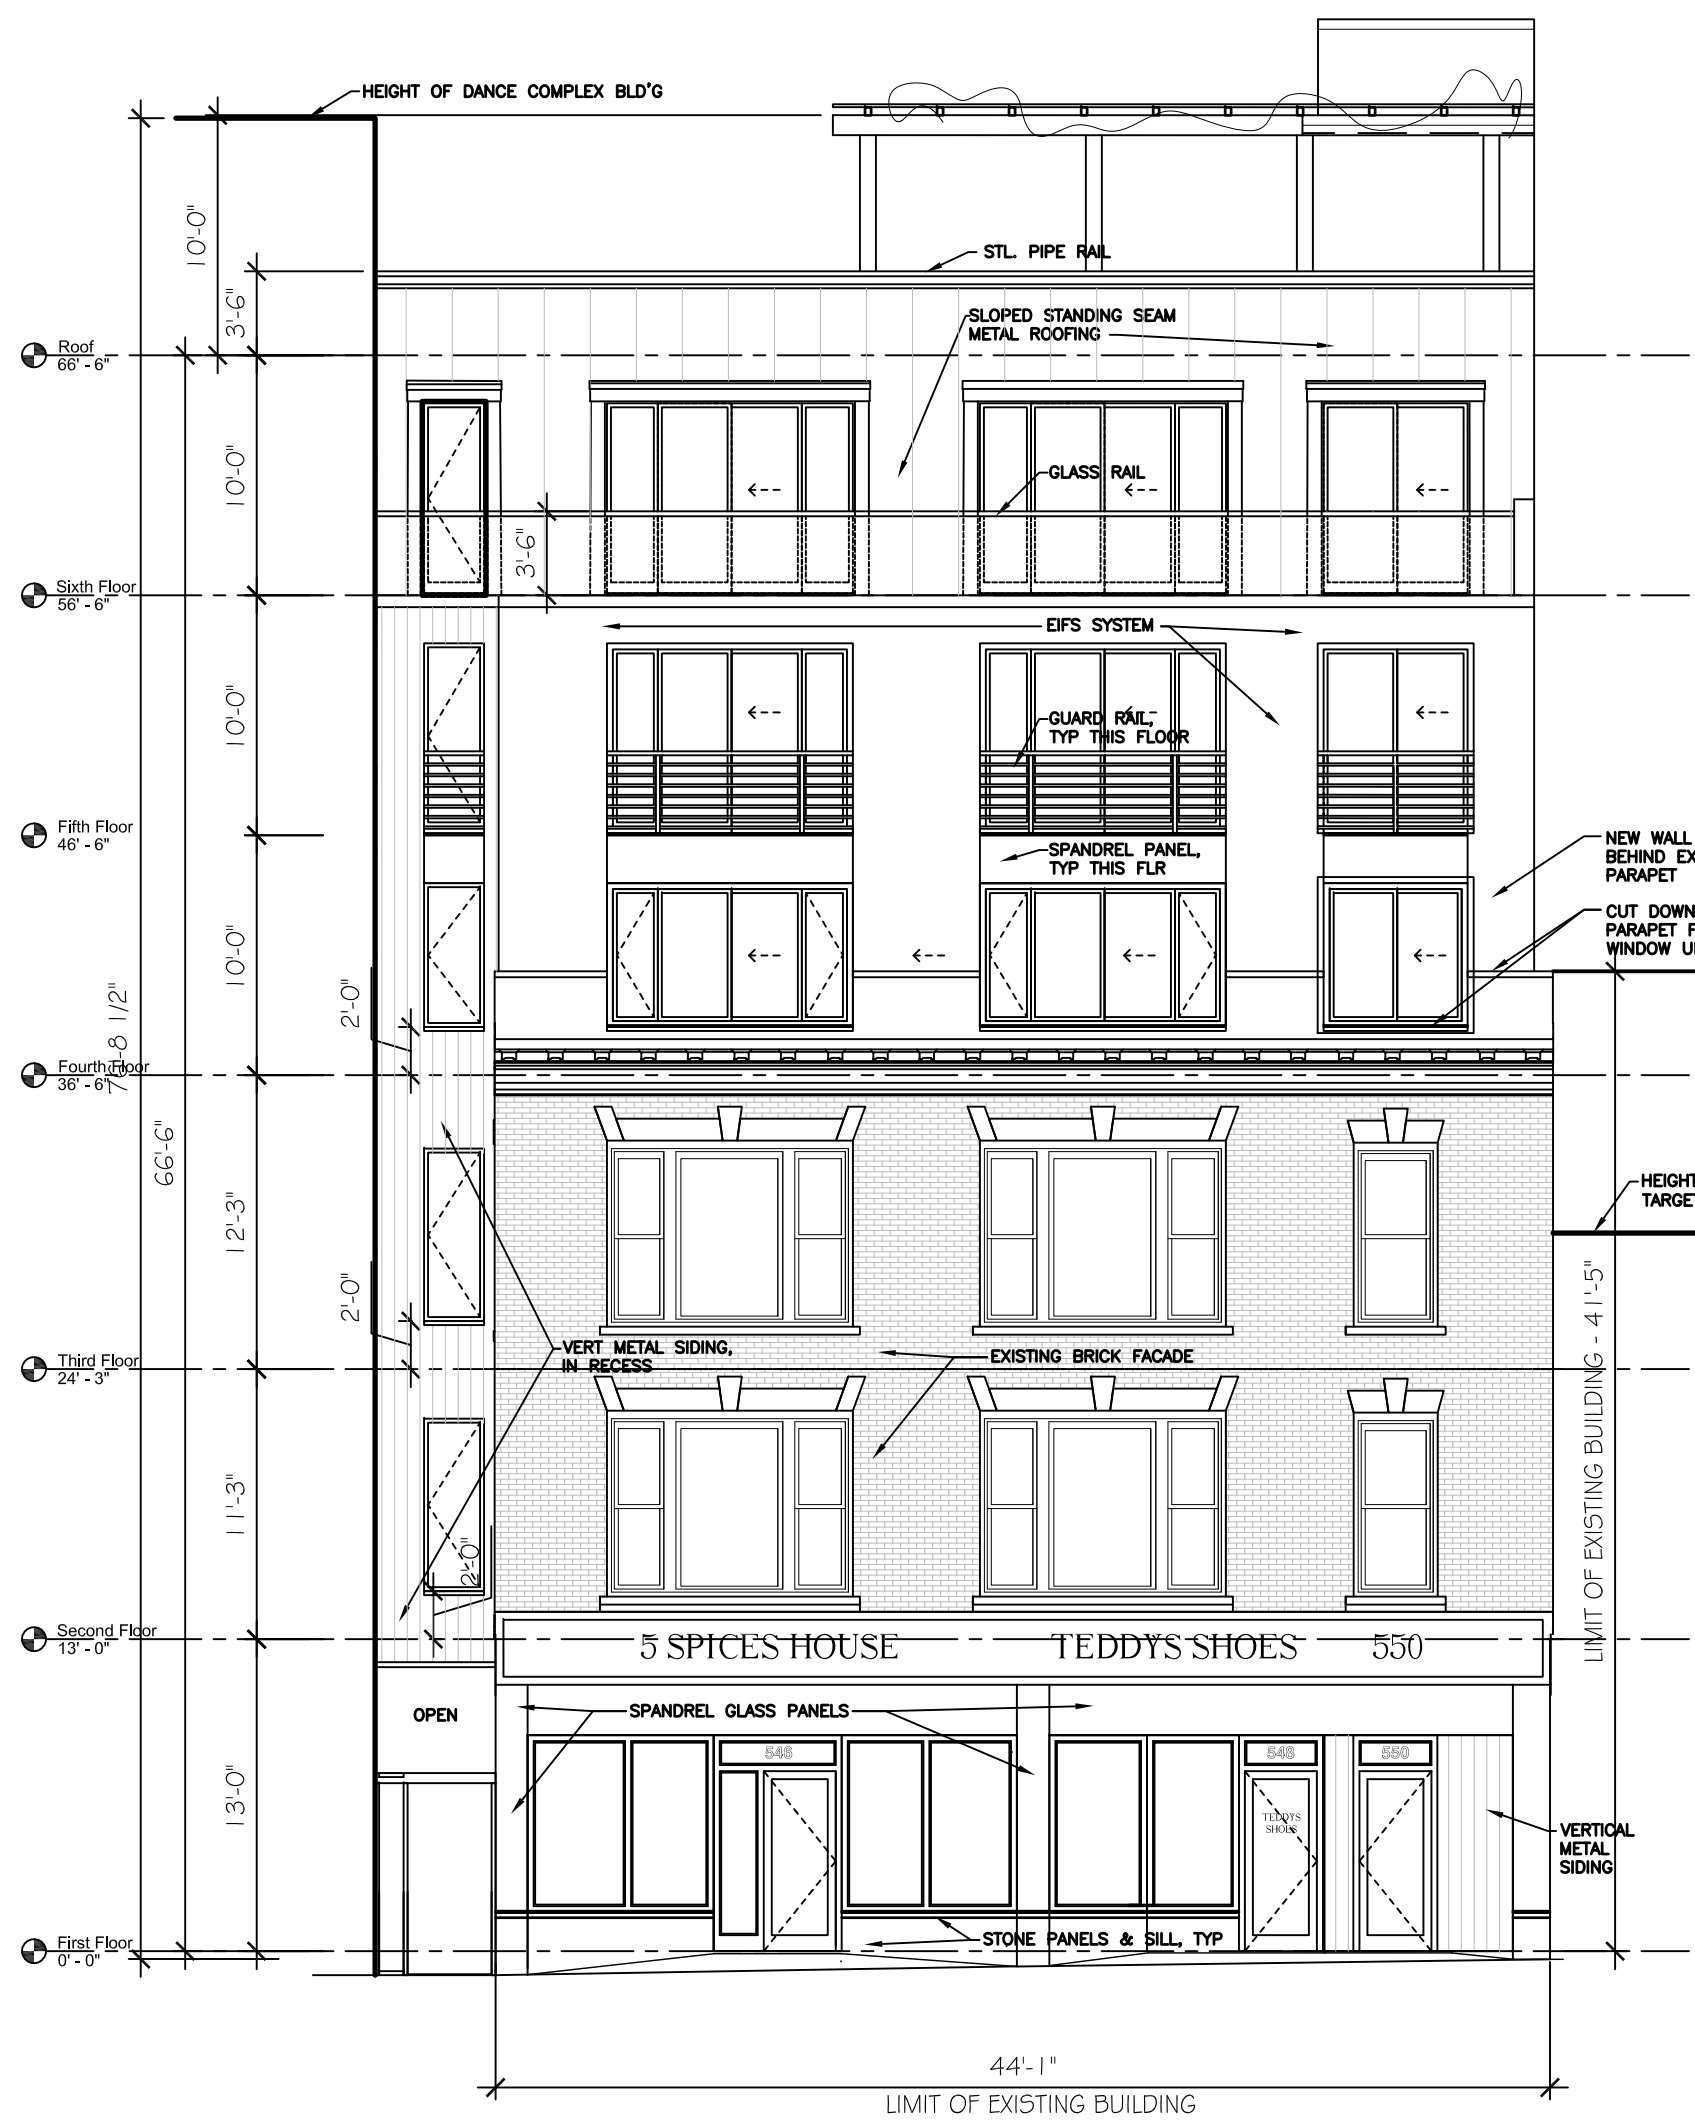 HEIGHT OF DANCE COMPLEX BLD'G
10'-0"
STL. PIPE RAIL
3'-6"
SLOPED STANDING SEAM
METAL ROOFING
Roof
66' - 6"
10'-0"
GLASS RAIL
3'-6"
Sixth Floor
56' - 6"
EIFS SYSTEM
10'-0"
GUARD RAIL,
TYP THIS FLOOR
Fifth Floor
46' - 6"
SPANDREL PANEL,
TYP THIS FLR
NEW WALL
BEHIND EX
PARAPET
CUT DOWN
PARAPET F
WINDOW U
10'-0"
2'-0"
8 1/2"
Fourth Floor
36' - 6"
66'-6"
12'-3"
HEIGHT
TARGE
2'-0"
VERT METAL SIDING,
IN RECESS
EXISTING BRICK FACADE
Third Floor
24' - 3"
LIMIT OF EXISTING BUILDING - 41'-5"
11'-3"
2'-0"
Second Floor
13' - 0"
5 SPICES HOUSE TEDDYS SHOES 550
OPEN
SPANDREL GLASS PANELS
546 548 550
13'-0"
TEDDYS
SHOES
VERTICAL
METAL
SIDING
STONE PANELS & SILL, TYP
First Floor
0' - 0"
44'-1"
LIMIT OF EXISTING BUILDING